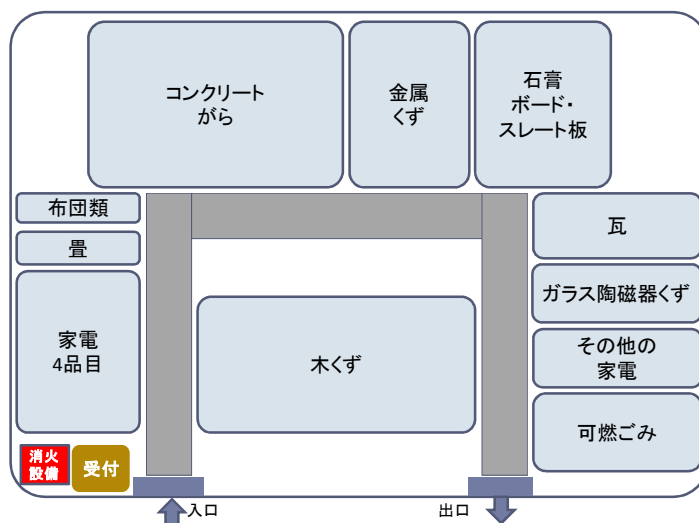 コンクリート
がら
金属
くず
石膏
ボード・
スレート板
布団類
畳
家電
4品目
木くず
瓦
ガラス陶磁器くず
その他の
家電
可燃ごみ
消火
設備
受付
入口
出口